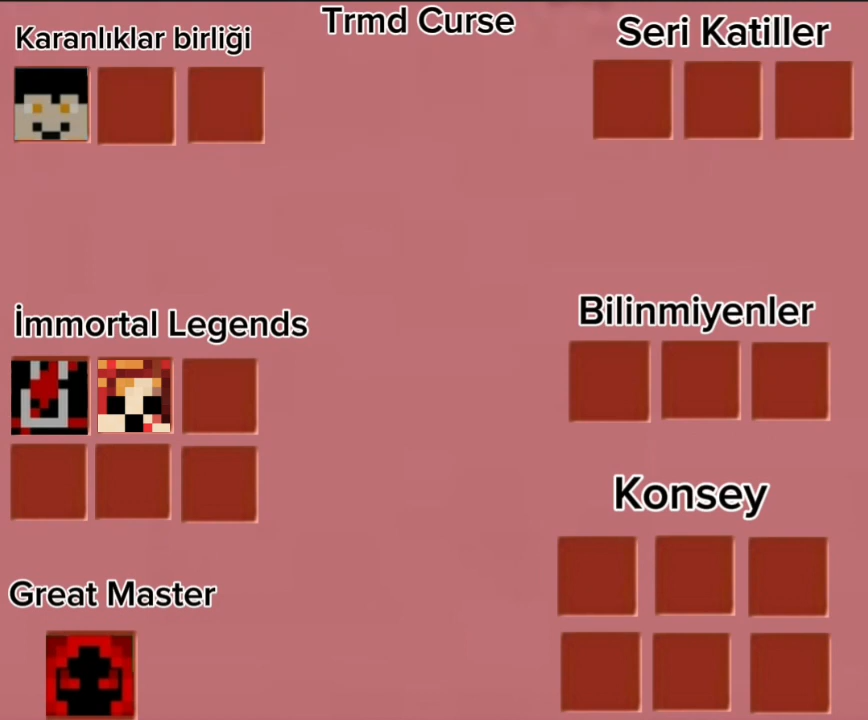 Trmd Curse
Karanlıklar birliği
Seri Katiller
İmmortal Legends
Bilinmiyenler
Konsey
Great Master